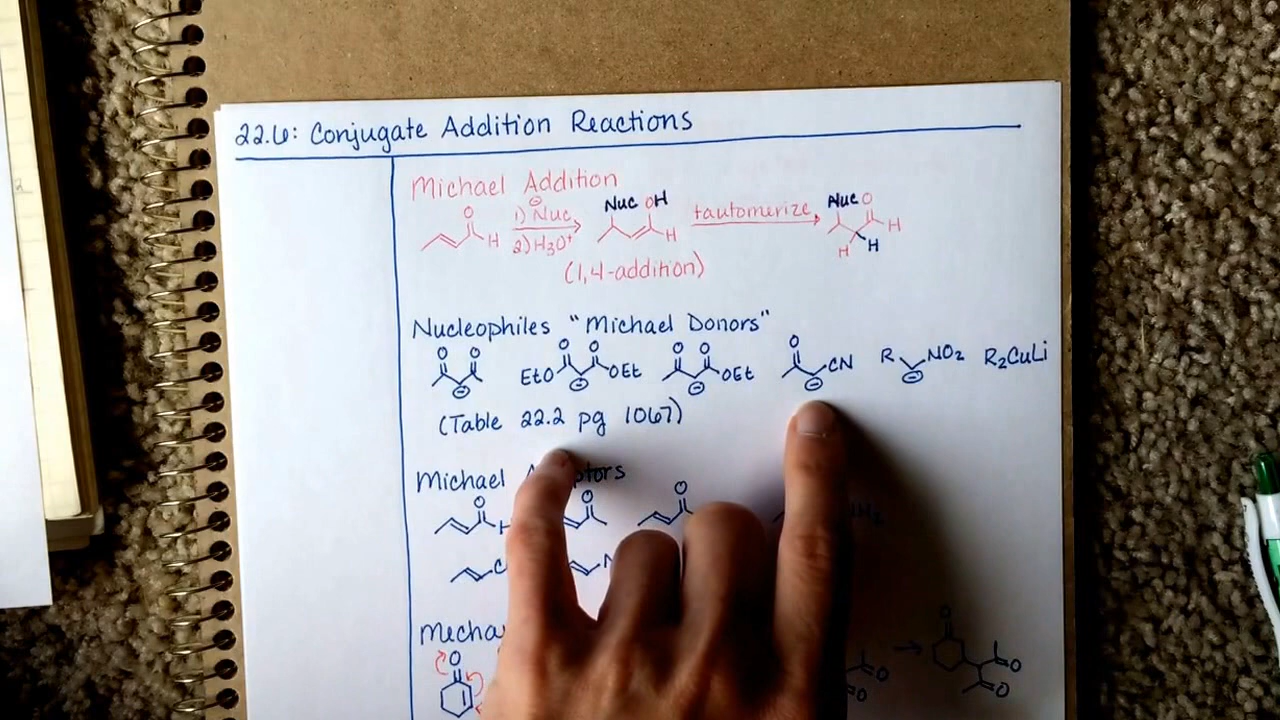 22.6: Conjugate Addition Reactions
Michael Addition
O H 1) ⊖Nuc 2) H3O+ Nuc OH H tautomerize Nuc O H H H
(1,4-addition)
Nucleophiles "Michael Donors"
O O ⊖ EtO O O OEt ⊖ O O OEt ⊖ O CN ⊖ R NO2 ⊖ R2CuLi
(Table 22.2 pg 1067)
Michael
O H O O
O O
O O O